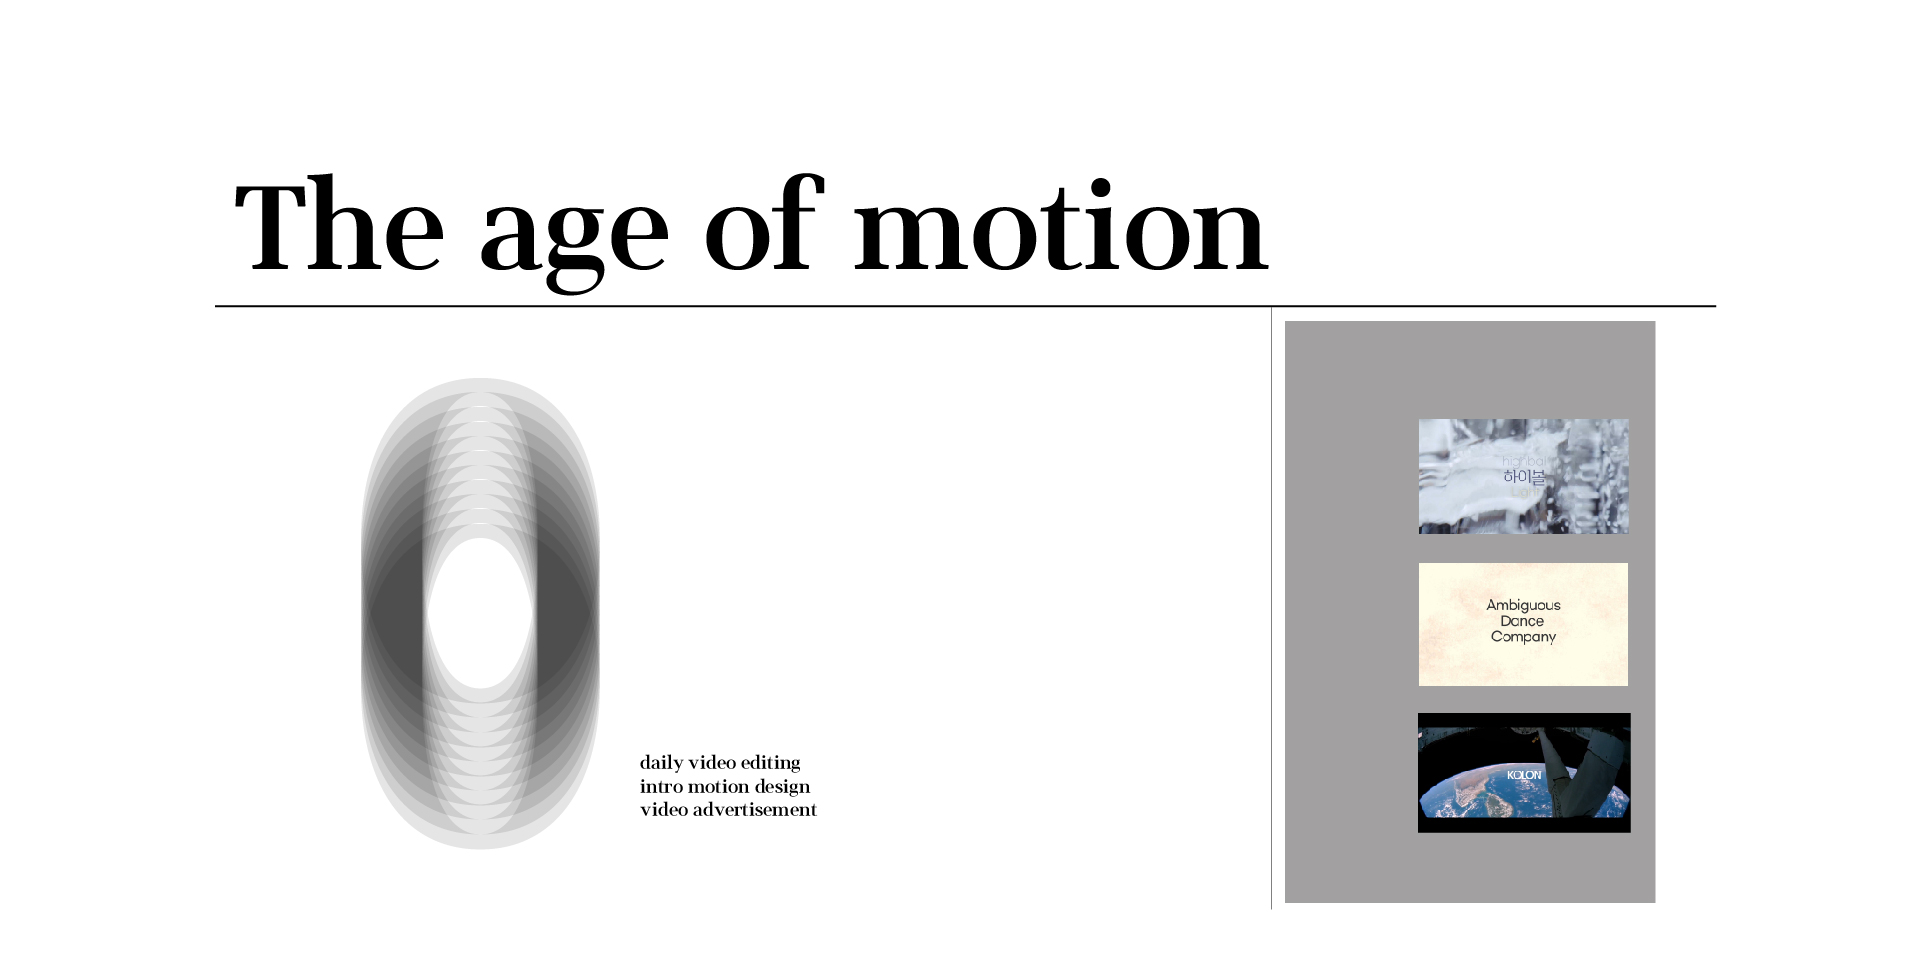 The age of motion
daily video editing
intro motion design
video advertisement
highball
하이볼
Light
Ambiguous
Dance
Company
KOLON